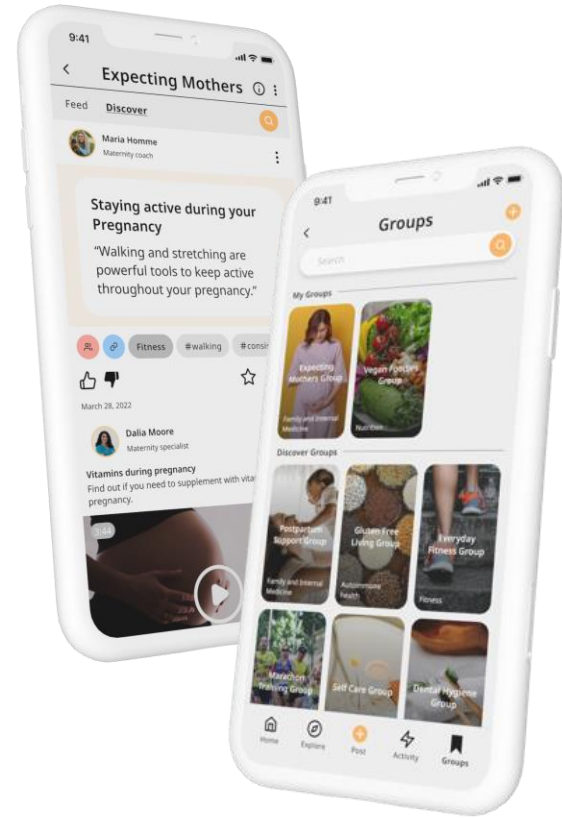 9:41
Expecting Mothers
Feed Discover
Maria Homme
Maternity coach
Staying active during your
Pregnancy
“Walking and stretching are
powerful tools to keep active
throughout your pregnancy.”
Fitness #walking #consi
March 28, 2022
Dalia Moore
Maternity specialist
Vitamins during pregnancy
Find out if you need to supplement with vita
pregnancy.
3:44
9:41
Groups
Search
My Groups
Expecting
Mothers Group
Family and Internal
Medicine
Vegan Foodies
Group
Nutrition
Discover Groups
Postpartum
Support Group
Family and Internal
Medicine
Gluten Free
Living Group
Autoimmune
health
Everyday
Fitness Group
Fitness
Marathon
Training Group
Self Care Group
Dental Hygiene
Group
Home Explore Post Activity Groups